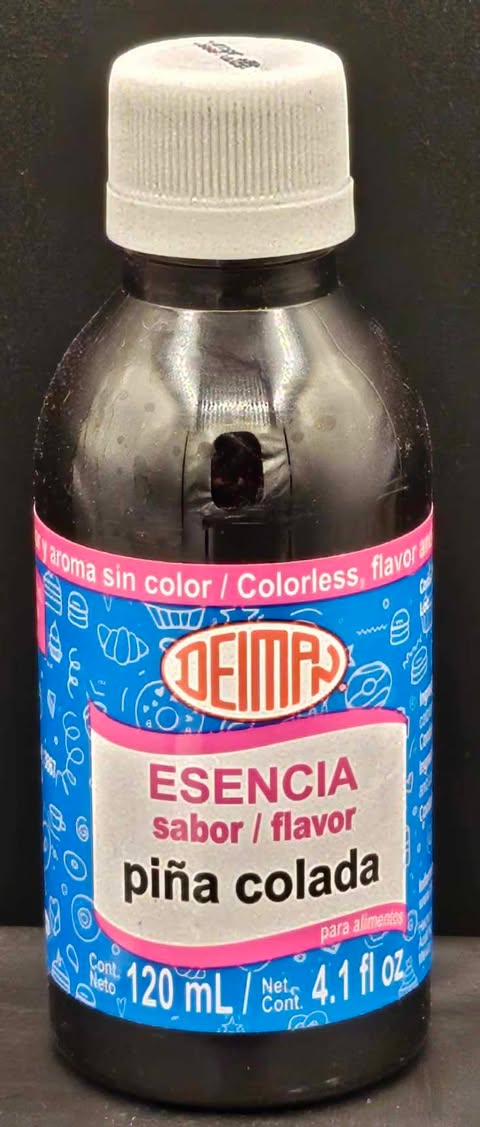 y aroma sin color / Colorless, flavor
DEIMAN
ESENCIA
sabor / flavor
piña colada
para alimentos
Cont. Neto 120 mL / Net. Cont. 4.1 fl oz